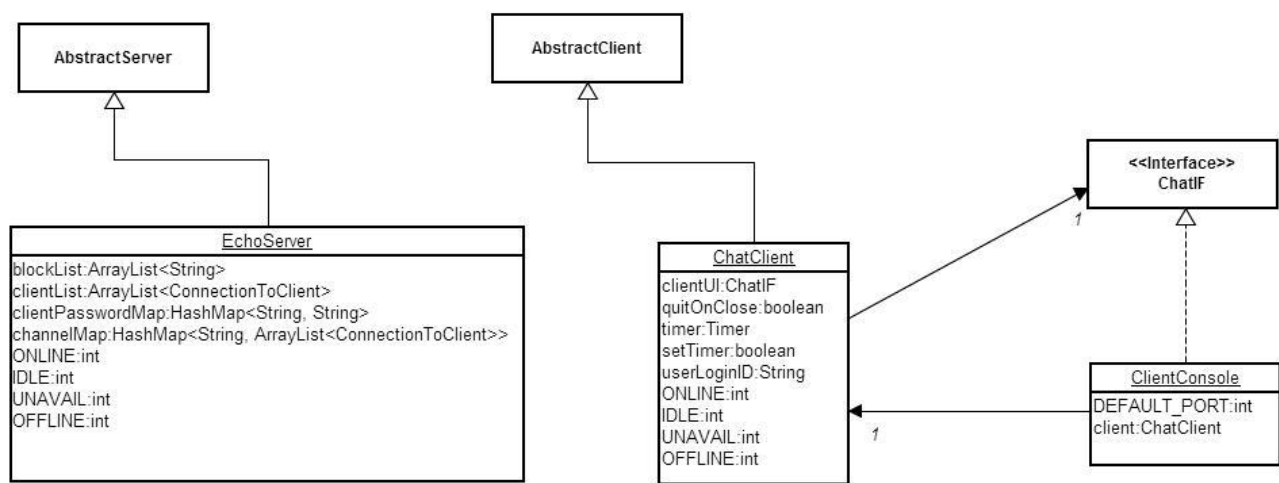 AbstractServer
AbstractClient
<<Interface>>
ChatIF
1
EchoServer
blockList:ArrayList<String>
clientList:ArrayList<ConnectionToClient>
clientPasswordMap:HashMap<String, String>
channelMap:HashMap<String, ArrayList<ConnectionToClient>>
ONLINE:int
IDLE:int
UNAVAIL:int
OFFLINE:int
ChatClient
clientUI:ChatIF
quitOnClose:boolean
timer:Timer
setTimer:boolean
userLoginID:String
ONLINE:int
IDLE:int
UNAVAIL:int
OFFLINE:int
1
ClientConsole
DEFAULT_PORT:int
client:ChatClient